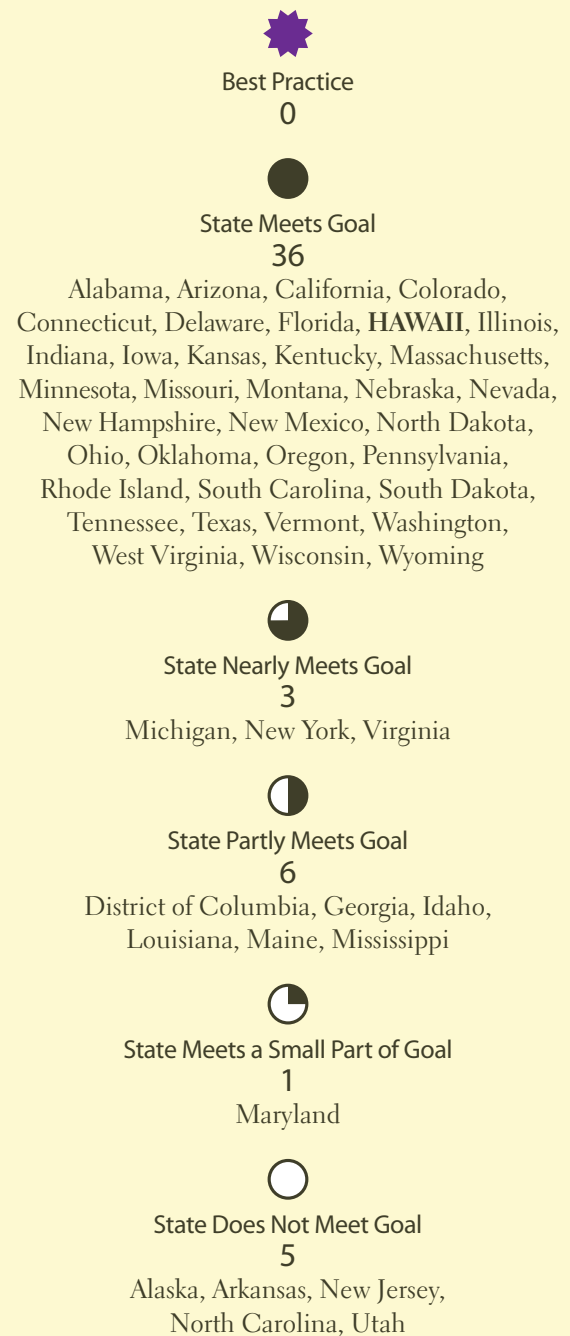 Best Practice
0
State Meets Goal
36
Alabama, Arizona, California, Colorado,
Connecticut, Delaware, Florida, HAWAII, Illinois,
Indiana, Iowa, Kansas, Kentucky, Massachusetts,
Minnesota, Missouri, Montana, Nebraska, Nevada,
New Hampshire, New Mexico, North Dakota,
Ohio, Oklahoma, Oregon, Pennsylvania,
Rhode Island, South Carolina, South Dakota,
Tennessee, Texas, Vermont, Washington,
West Virginia, Wisconsin, Wyoming
State Nearly Meets Goal
3
Michigan, New York, Virginia
State Partly Meets Goal
6
District of Columbia, Georgia, Idaho,
Louisiana, Maine, Mississippi
State Meets a Small Part of Goal
1
Maryland
State Does Not Meet Goal
5
Alaska, Arkansas, New Jersey,
North Carolina, Utah